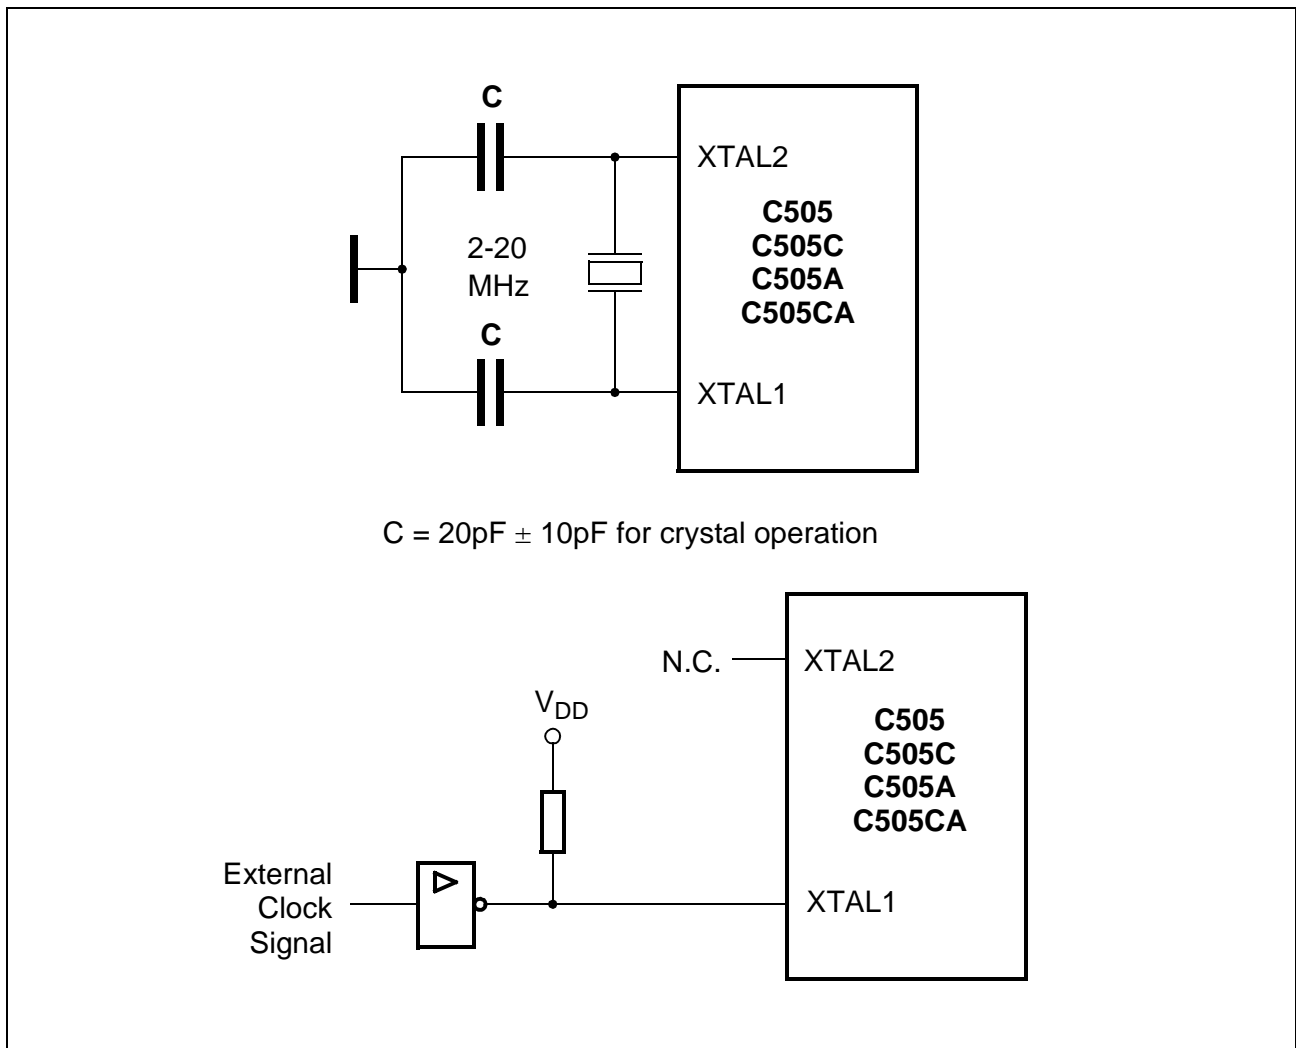 C
XTAL2
C505
C505C
C505A
C505CA
2-20
MHz
C
XTAL1
C = 20pF ± 10pF for crystal operation
N.C.
XTAL2
VDD
C505
C505C
C505A
C505CA
External
Clock
Signal
XTAL1